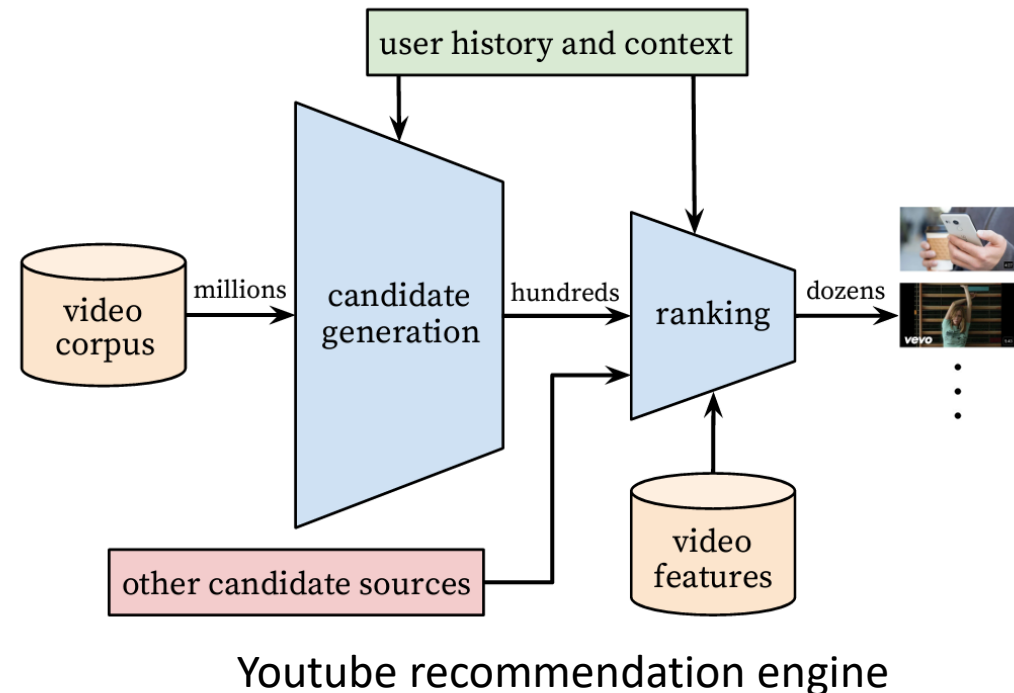 user history and context
millions
video
corpus
candidate
generation
hundreds
ranking
dozens
vevo
other candidate sources
video
features
Youtube recommendation engine